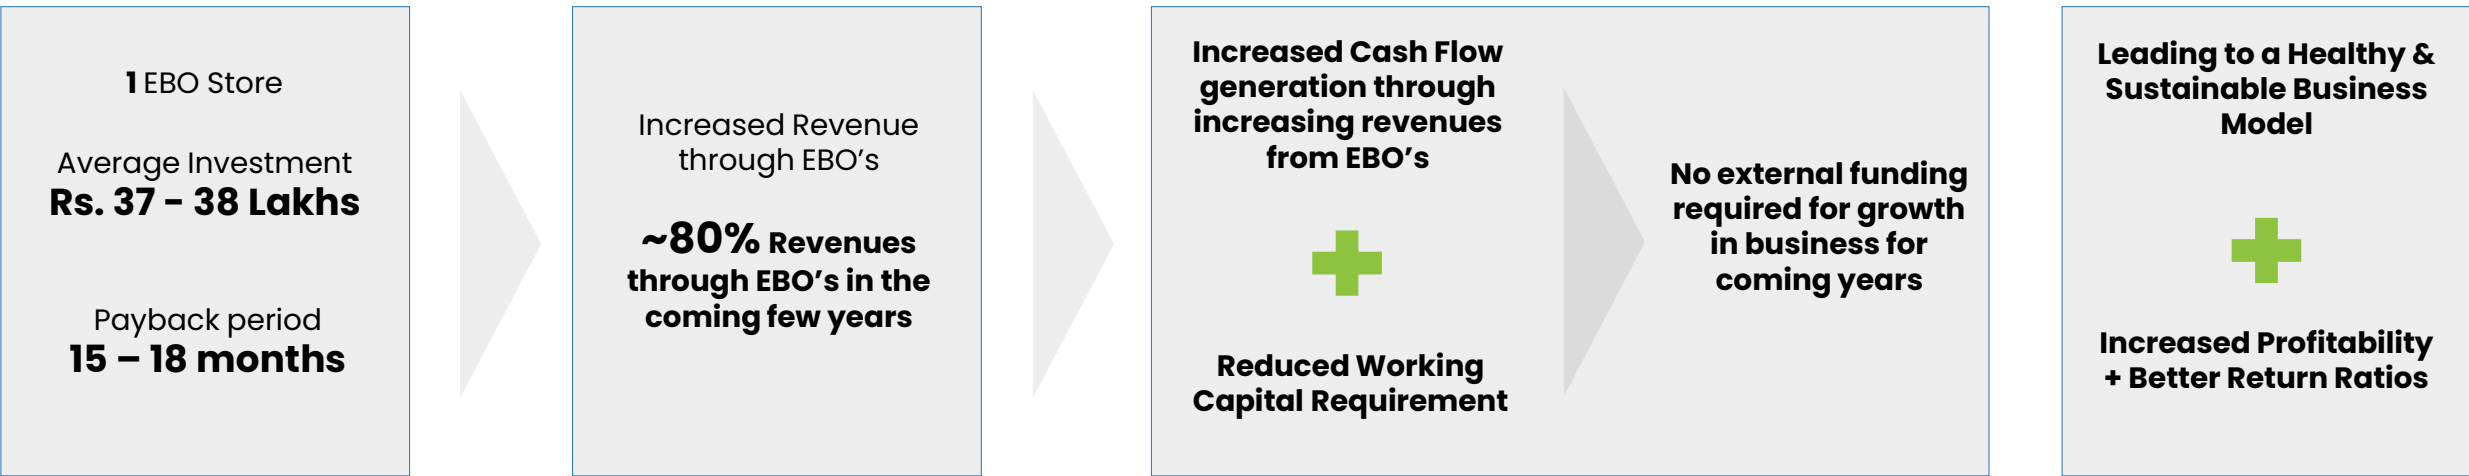 1 EBO Store
Average Investment
Rs. 37 - 38 Lakhs
Payback period
15 – 18 months
Increased Revenue
through EBO’s
~80% Revenues
through EBO’s in the
coming few years
Increased Cash Flow
generation through
increasing revenues
from EBO’s
Reduced Working
Capital Requirement
No external funding
required for growth
in business for
coming years
Leading to a Healthy &
Sustainable Business
Model
Increased Profitability
+ Better Return Ratios